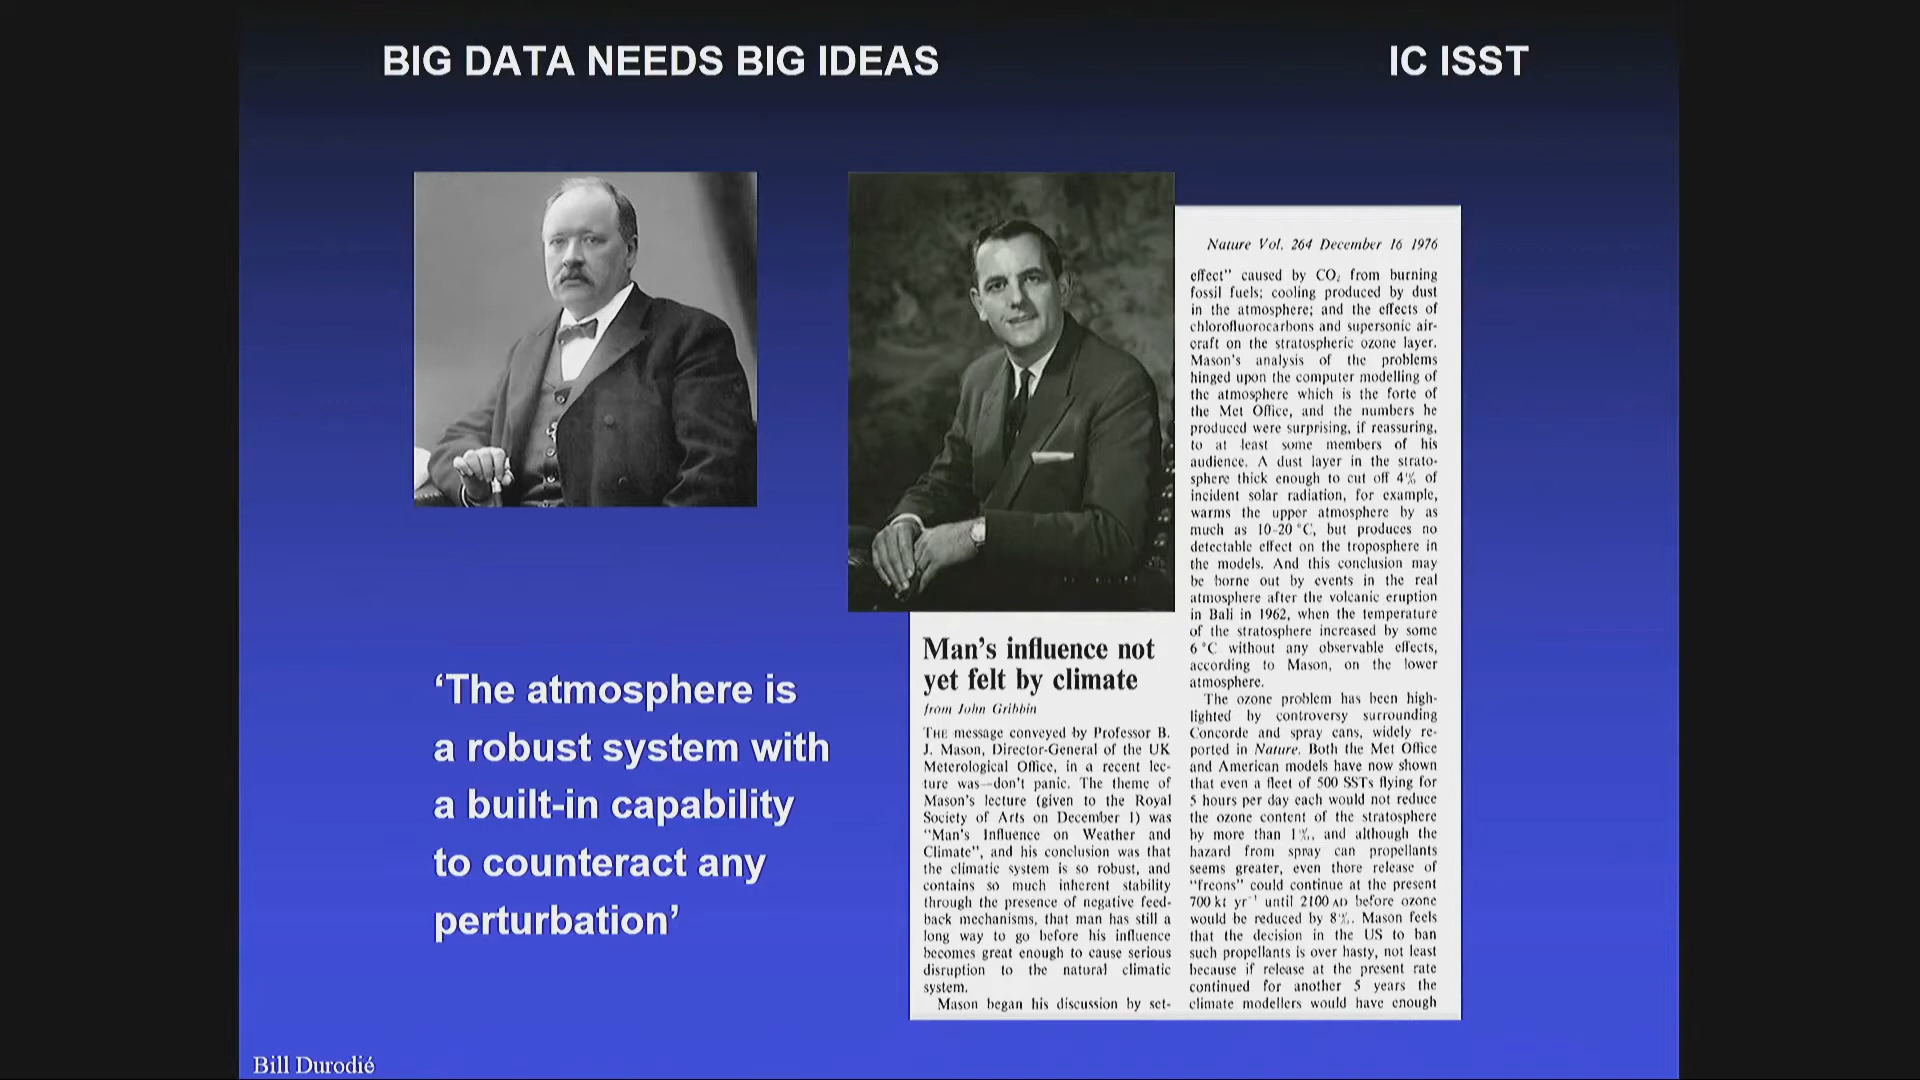 BIG DATA NEEDS BIG IDEAS
IC ISST
‘The atmosphere is
a robust system with
a built-in capability
to counteract any
perturbation’
Man’s influence not
yet felt by climate
from John Gribbin
THE message conveyed by Professor B.
J. Mason, Director-General of the UK
Meterological Office, in a recent lec-
ture was—don’t panic. The theme of
Mason’s lecture (given to the Royal
Society of Arts on December 1) was
“Man’s Influence on Weather and
Climate”, and his conclusion was that
the climatic system is so robust, and
contains so much inherent stability
through the presence of negative feed-
back mechanisms, that man has still a
long way to go before his influence
becomes great enough to cause serious
disruption to the natural climatic
system.
Mason began his discussion by set-
Nature Vol. 264 December 16 1976
effect” caused by CO₂ from burning
fossil fuels; cooling produced by dust
in the atmosphere; and the effects of
chlorofluorocarbons and supersonic air-
craft on the stratospheric ozone layer.
Mason’s analysis of the problems
hinged upon the computer modelling of
the atmosphere which is the forte of
the Met Office, and the numbers he
produced were surprising, if reassuring,
to at least some members of his
audience. A dust layer in the strato-
sphere thick enough to cut off 4% of
incident solar radiation, for example,
warms the upper atmosphere by as
much as 10–20 °C, but produces no
detectable effect on the troposphere in
the models. And this conclusion may
be borne out by events in the real
atmosphere after the volcanic eruption
in Bali in 1962, when the temperature
of the stratosphere increased by some
6 °C without any observable effects,
according to Mason, on the lower
atmosphere.
The ozone problem has been high-
lighted by controversy surrounding
Concorde and spray cans, widely re-
ported in Nature. Both the Met Office
and American models have now shown
that even a fleet of 500 SSTs flying for
5 hours per day each would not reduce
the ozone content of the stratosphere
by more than 1%, and although the
hazard from spray can propellants
seems greater, even there release of
“freons” could continue at the present
700 kt yr⁻¹ until 2100 AD before ozone
would be reduced by 8%. Mason feels
that the decision in the US to ban
such propellants is over hasty, not least
because if release at the present rate
continued for another 5 years the
climate modellers would have enough
Bill Durodié